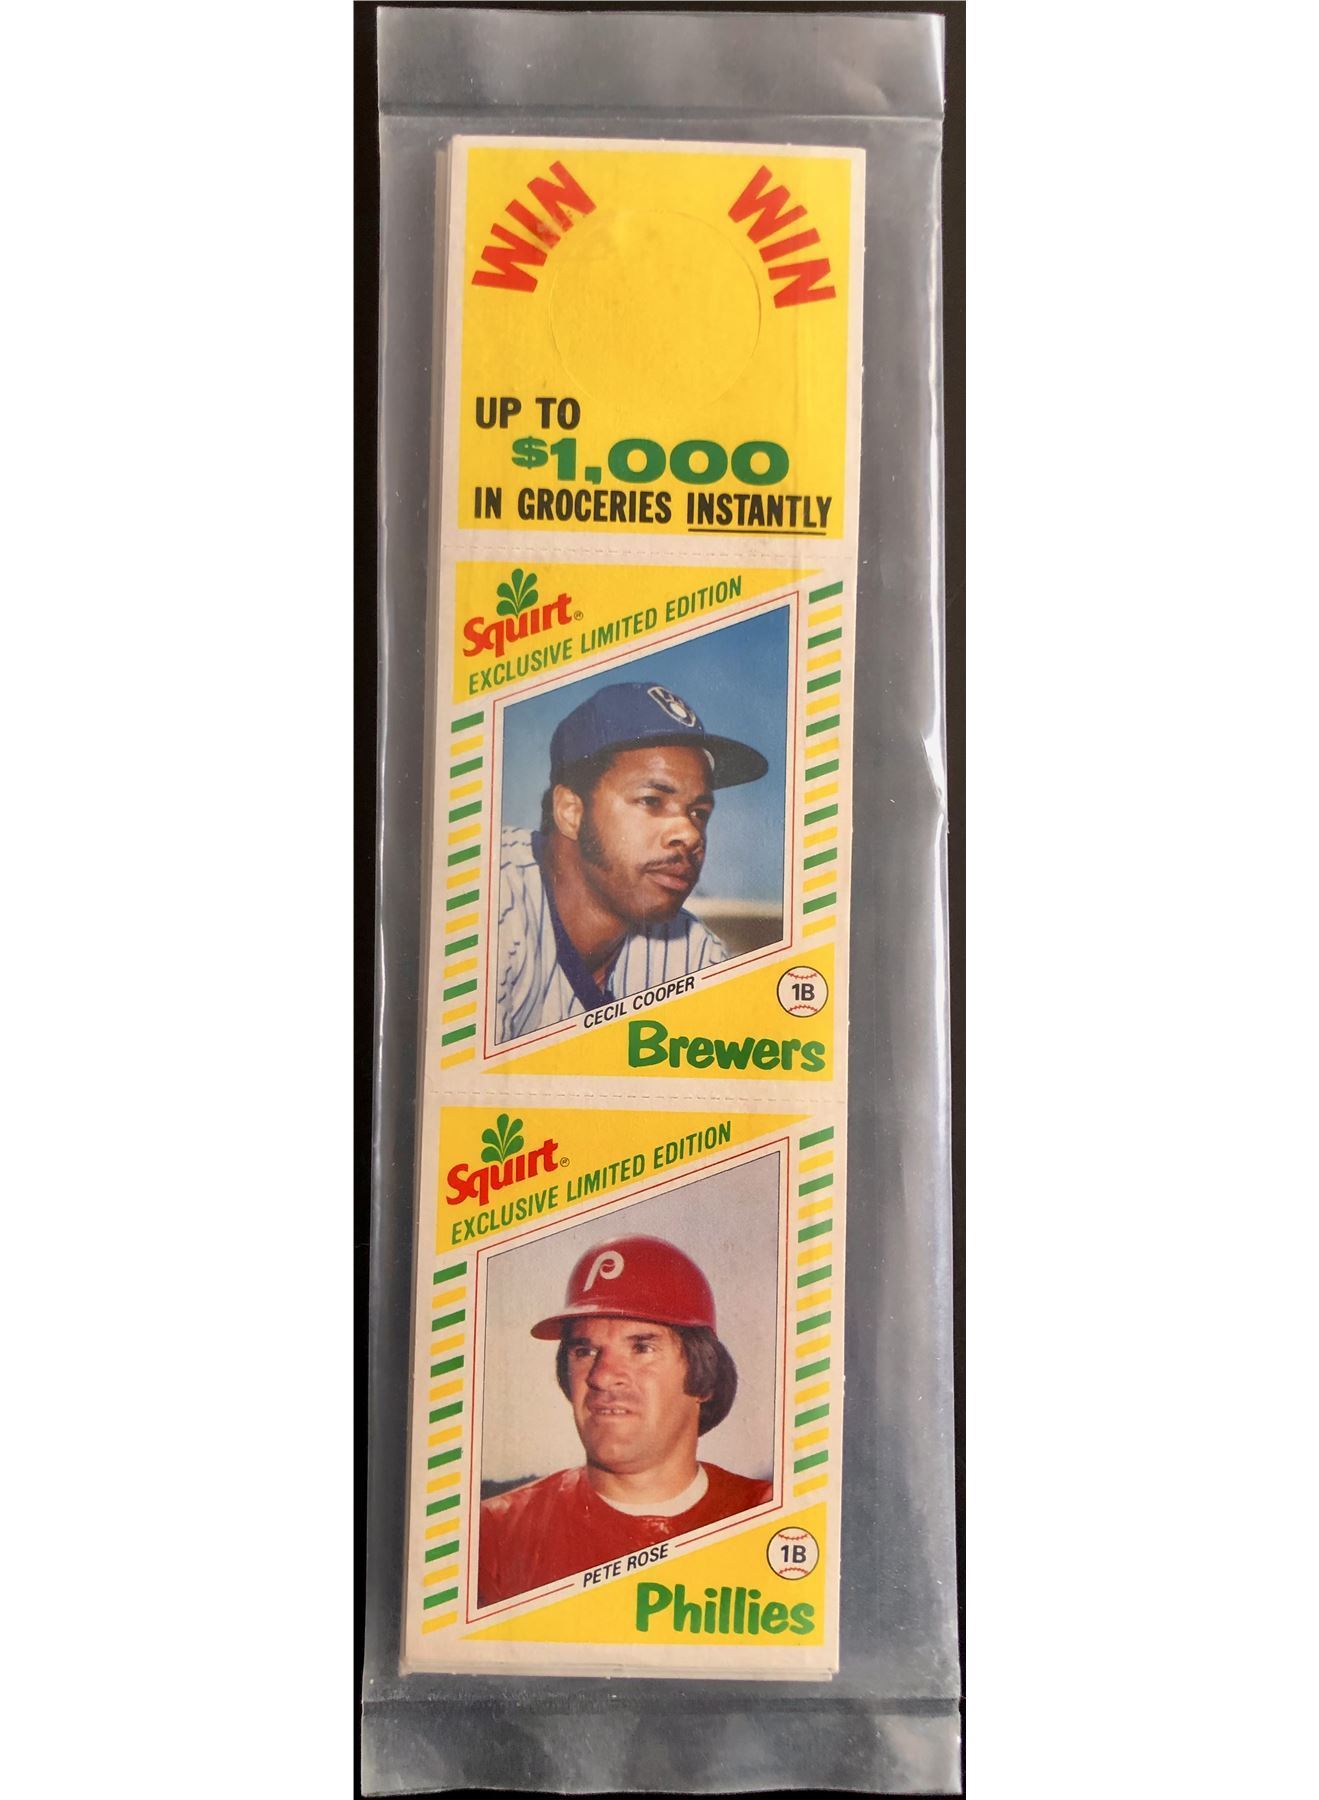 WIN WIN
UP TO
$1,000
IN GROCERIES INSTANTLY
Squirt®
EXCLUSIVE LIMITED EDITION
CECIL COOPER
1B
Brewers
Squirt®
EXCLUSIVE LIMITED EDITION
P
PETE ROSE
1B
Phillies